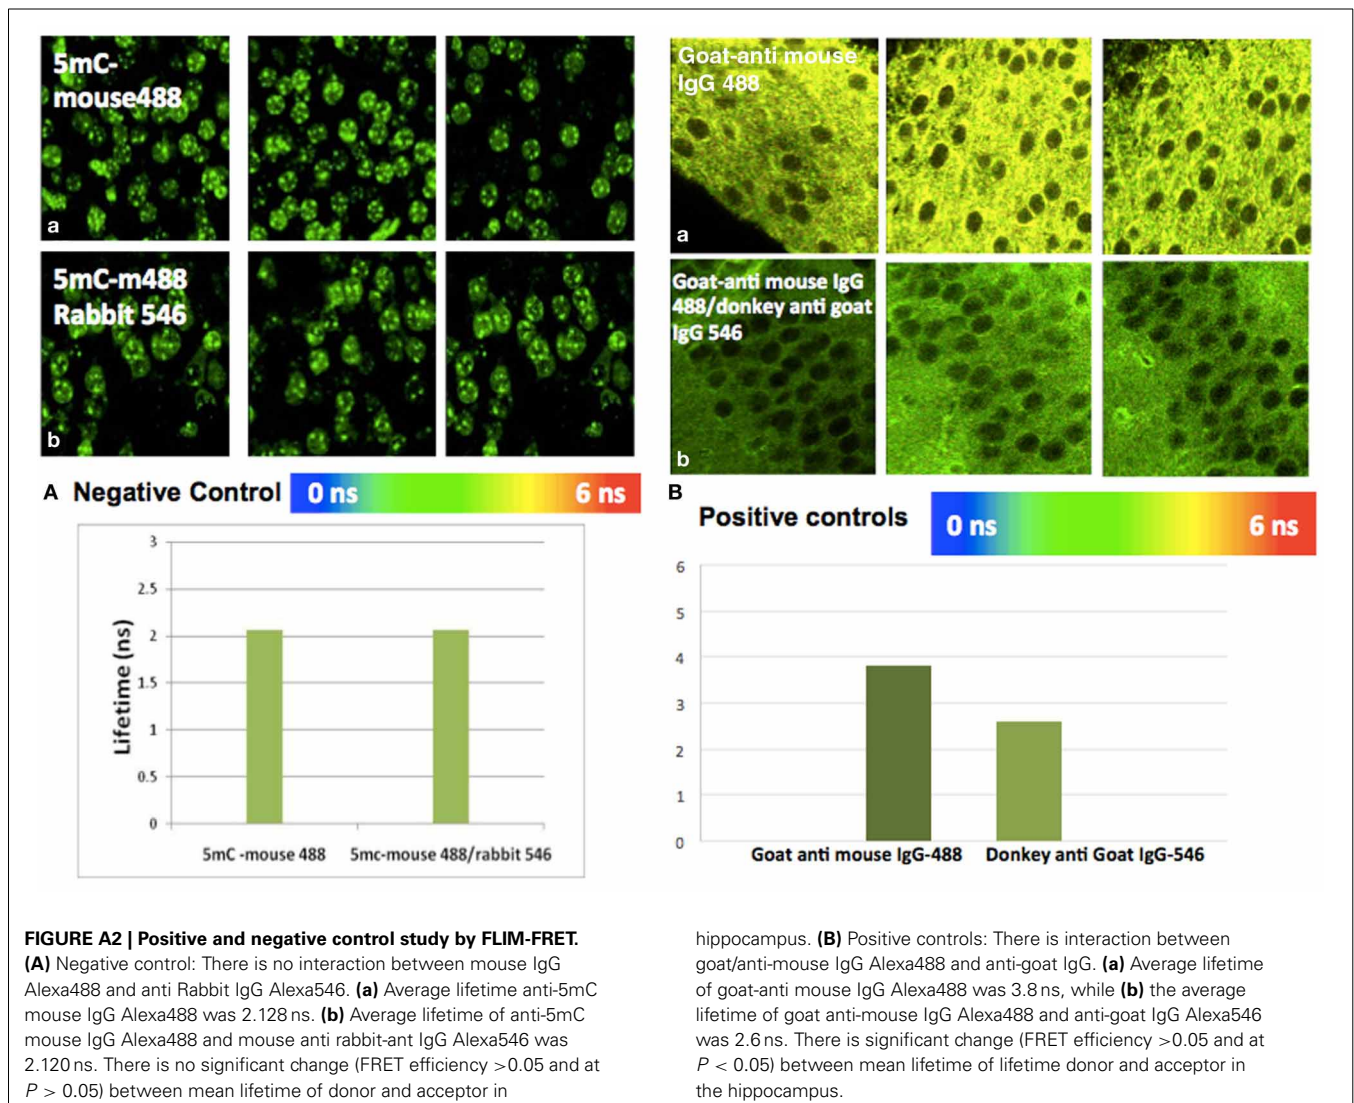 5mC-
mouse488
a
5mC-m488
Rabbit 546
b
A Negative Control 0 ns 6 ns
3
2.5
2
1.5
1
0.5
0
Lifetime (ns)
5mC -mouse 488 5mc-mouse 488/rabbit 546
Goat-anti mouse
IgG 488
a
Goat-anti mouse IgG
488/donkey anti goat
IgG 546
b
B
Positive controls 0 ns 6 ns
6
5
4
3
2
1
0
Goat anti mouse IgG-488 Donkey anti Goat IgG-546
FIGURE A2 | Positive and negative control study by FLIM-FRET.
(A) Negative control: There is no interaction between mouse IgG
Alexa488 and anti Rabbit IgG Alexa546. (a) Average lifetime anti-5mC
mouse IgG Alexa488 was 2.128 ns. (b) Average lifetime of anti-5mC
mouse IgG Alexa488 and mouse anti rabbit-ant IgG Alexa546 was
2.120 ns. There is no significant change (FRET efficiency >0.05 and at
P > 0.05) between mean lifetime of donor and acceptor in
hippocampus. (B) Positive controls: There is interaction between
goat/anti-mouse IgG Alexa488 and anti-goat IgG. (a) Average lifetime
of goat-anti mouse IgG Alexa488 was 3.8 ns, while (b) the average
lifetime of goat anti-mouse IgG Alexa488 and anti-goat IgG Alexa546
was 2.6 ns. There is significant change (FRET efficiency >0.05 and at
P < 0.05) between mean lifetime of lifetime donor and acceptor in
the hippocampus.